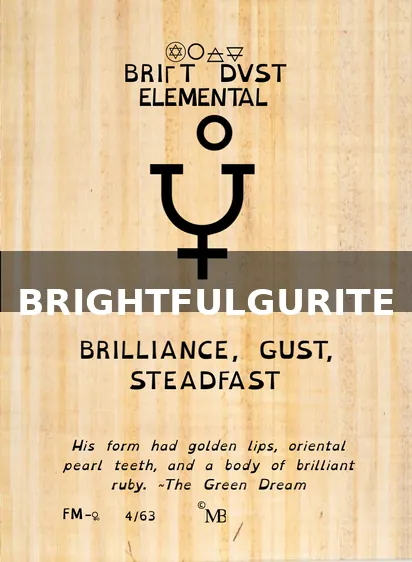 BRIΓT DVST
ELEMENTAL
BRIGHTFULGURITE
BRILLIANCE, GUST,
STEADFAST
His form had golden lips, oriental
pearl teeth, and a body of brilliant
ruby. ~The Green Dream
FM-♀ 4/63 © MB